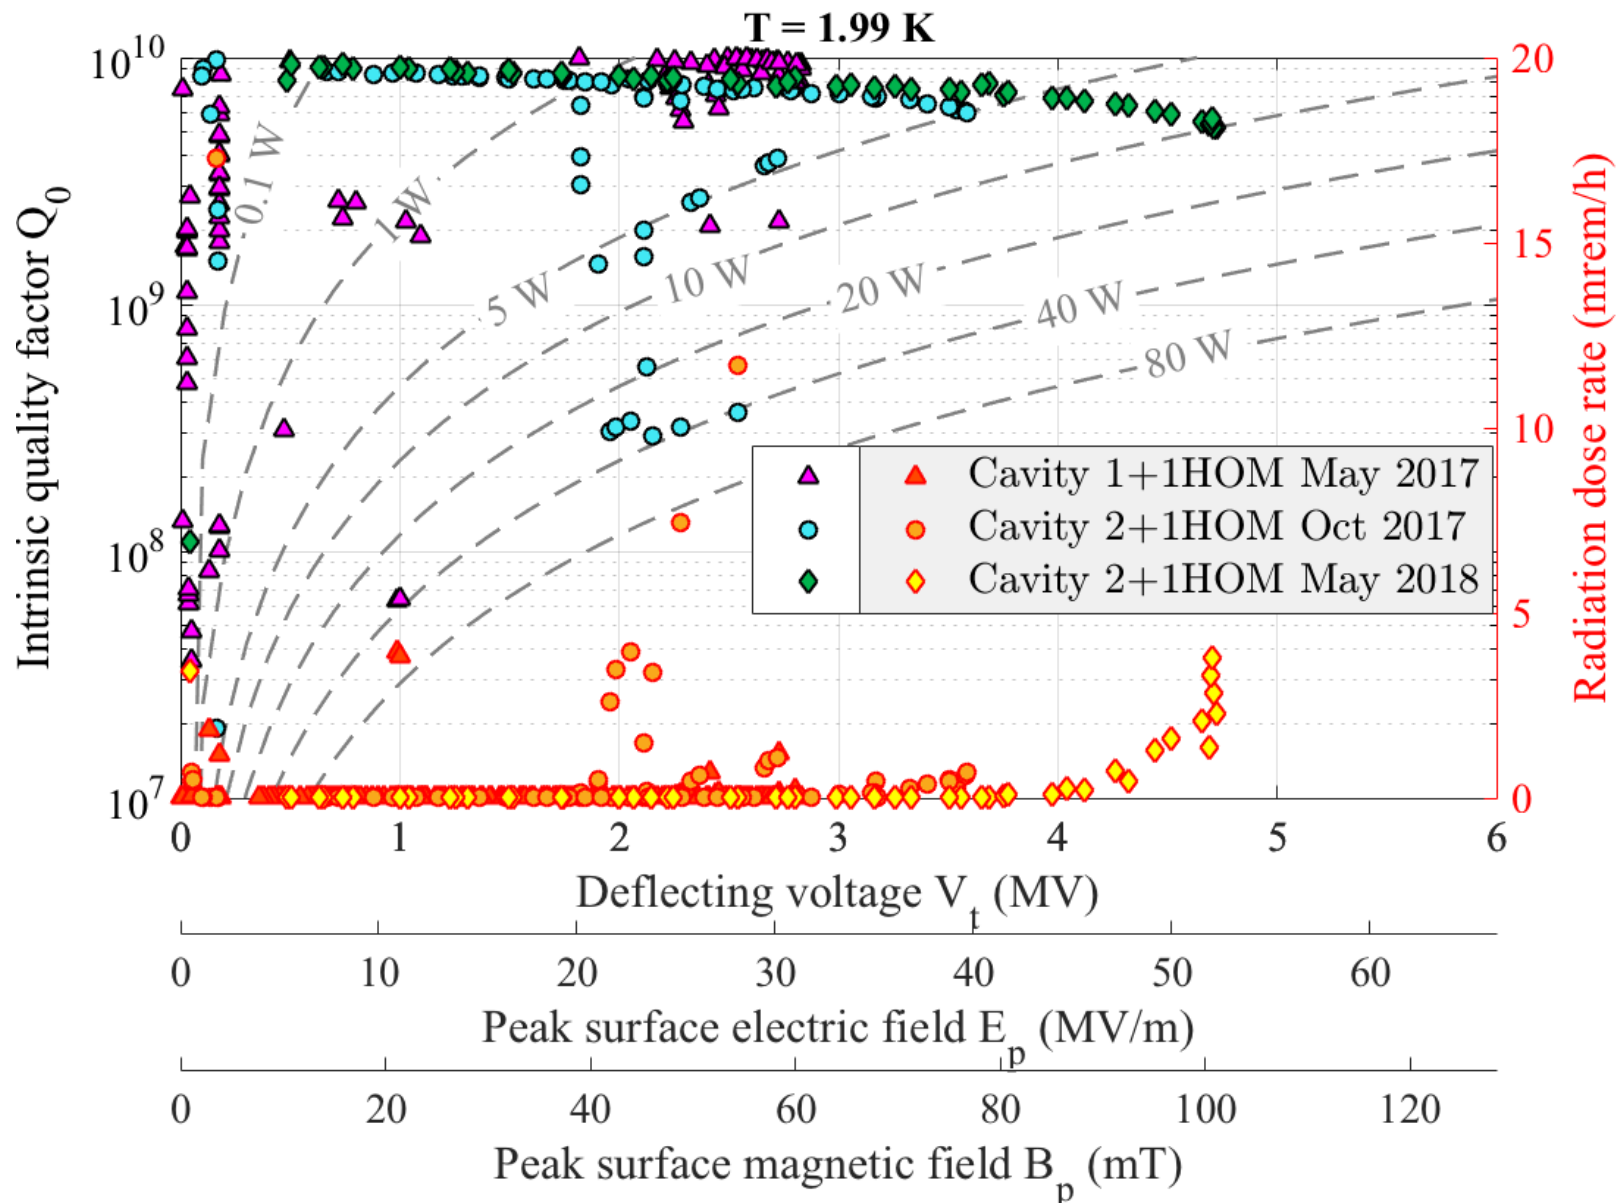 T = 1.99 K
10^10
10^9
10^8
10^7
Intrinsic quality factor Q_0
20
15
10
5
0
Radiation dose rate (mrem/h)
0.1 W
1 W
5 W
10 W
20 W
40 W
80 W
Cavity 1+1HOM May 2017
Cavity 2+1HOM Oct 2017
Cavity 2+1HOM May 2018
0 1 2 3 4 5 6
Deflecting voltage V_t (MV)
0 10 20 30 40 50 60
Peak surface electric field E_p (MV/m)
0 20 40 60 80 100 120
Peak surface magnetic field B_p (mT)